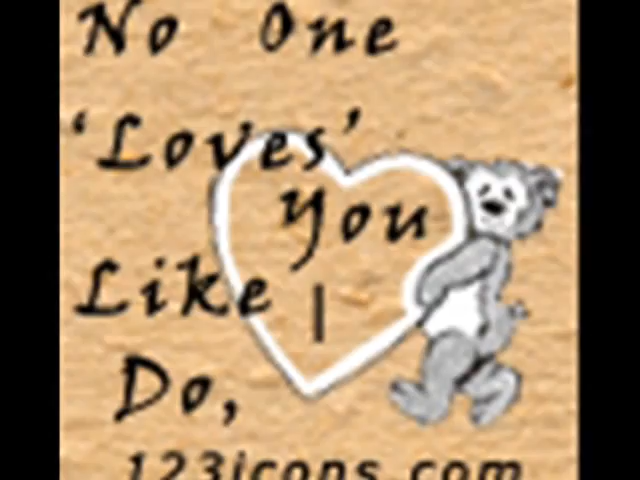 No One
‘Loves’
You
Like I
Do,
123icons.com